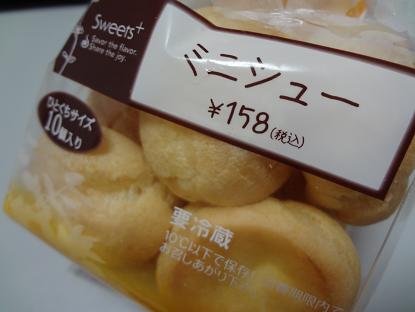 Sweets+
Savor the flavor.
Share the joy.
ドニシュー
¥158(税込)
ひとくちサイズ
10個入り
要冷蔵
10℃以下で保存
お召しあがり下